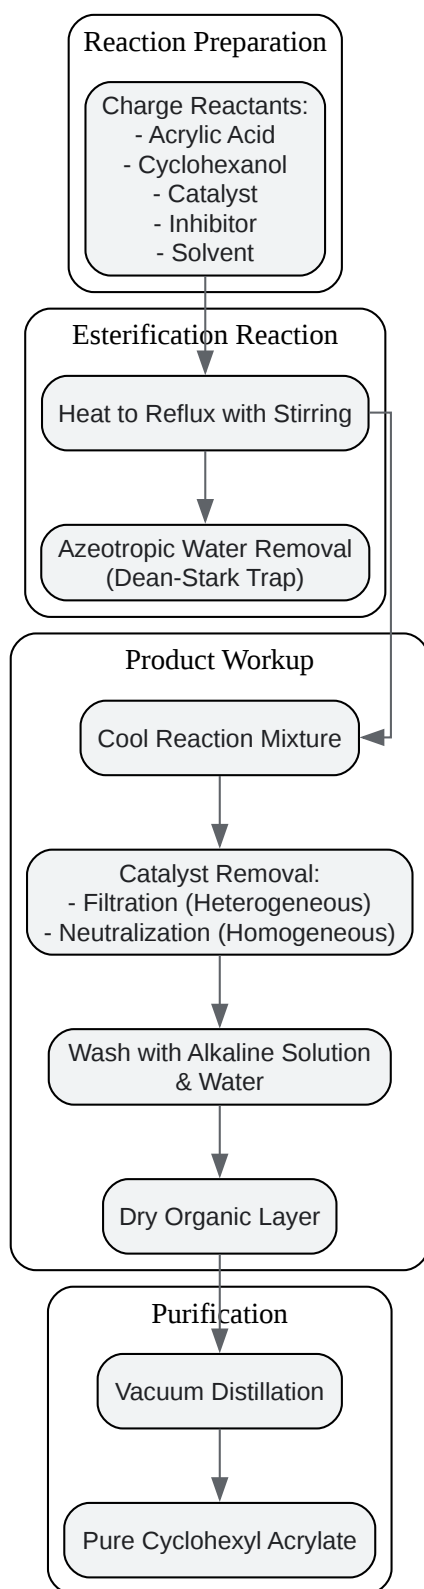 Reaction Preparation
Charge Reactants:
- Acrylic Acid
- Cyclohexanol
- Catalyst
- Inhibitor
- Solvent
Esterification Reaction
Heat to Reflux with Stirring
Azeotropic Water Removal
(Dean-Stark Trap)
Product Workup
Cool Reaction Mixture
Catalyst Removal:
- Filtration (Heterogeneous)
- Neutralization (Homogeneous)
Wash with Alkaline Solution
& Water
Dry Organic Layer
Purification
Vacuum Distillation
Pure Cyclohexyl Acrylate